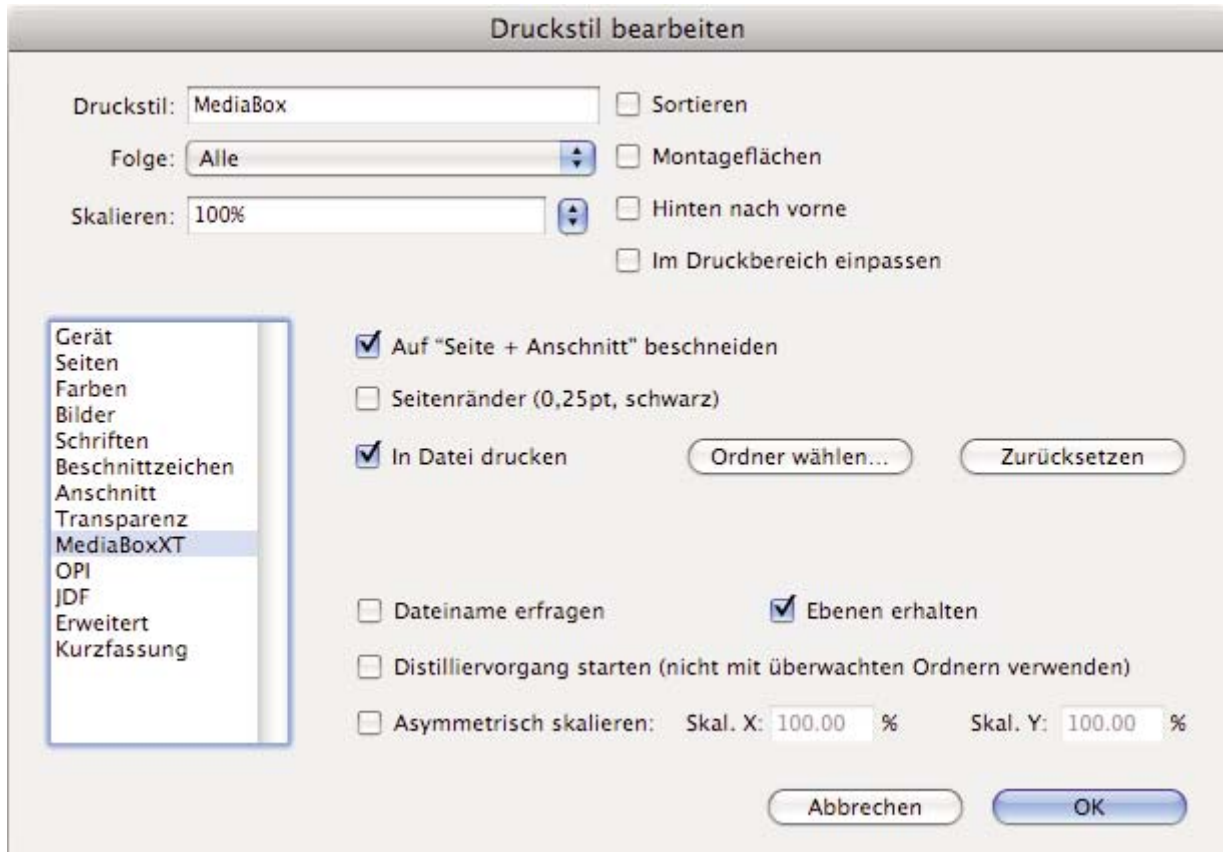 Druckstil bearbeiten
Druckstil: MediaBox
Sortieren
Folge: Alle
Montageflächen
Skalieren: 100%
Hinten nach vorne
Im Druckbereich einpassen
Gerät
Seiten
Farben
Bilder
Schriften
Beschnittzeichen
Anschnitt
Transparenz
MediaBoxXT
OPI
JDF
Erweitert
Kurzfassung
Auf “Seite + Anschnitt” beschneiden
Seitenränder (0,25pt, schwarz)
In Datei drucken Ordner wählen... Zurücksetzen
Dateiname erfragen Ebenen erhalten
Distilliervorgang starten (nicht mit überwachten Ordnern verwenden)
Asymmetrisch skalieren: Skal. X: 100.00 % Skal. Y: 100.00 %
Abbrechen OK